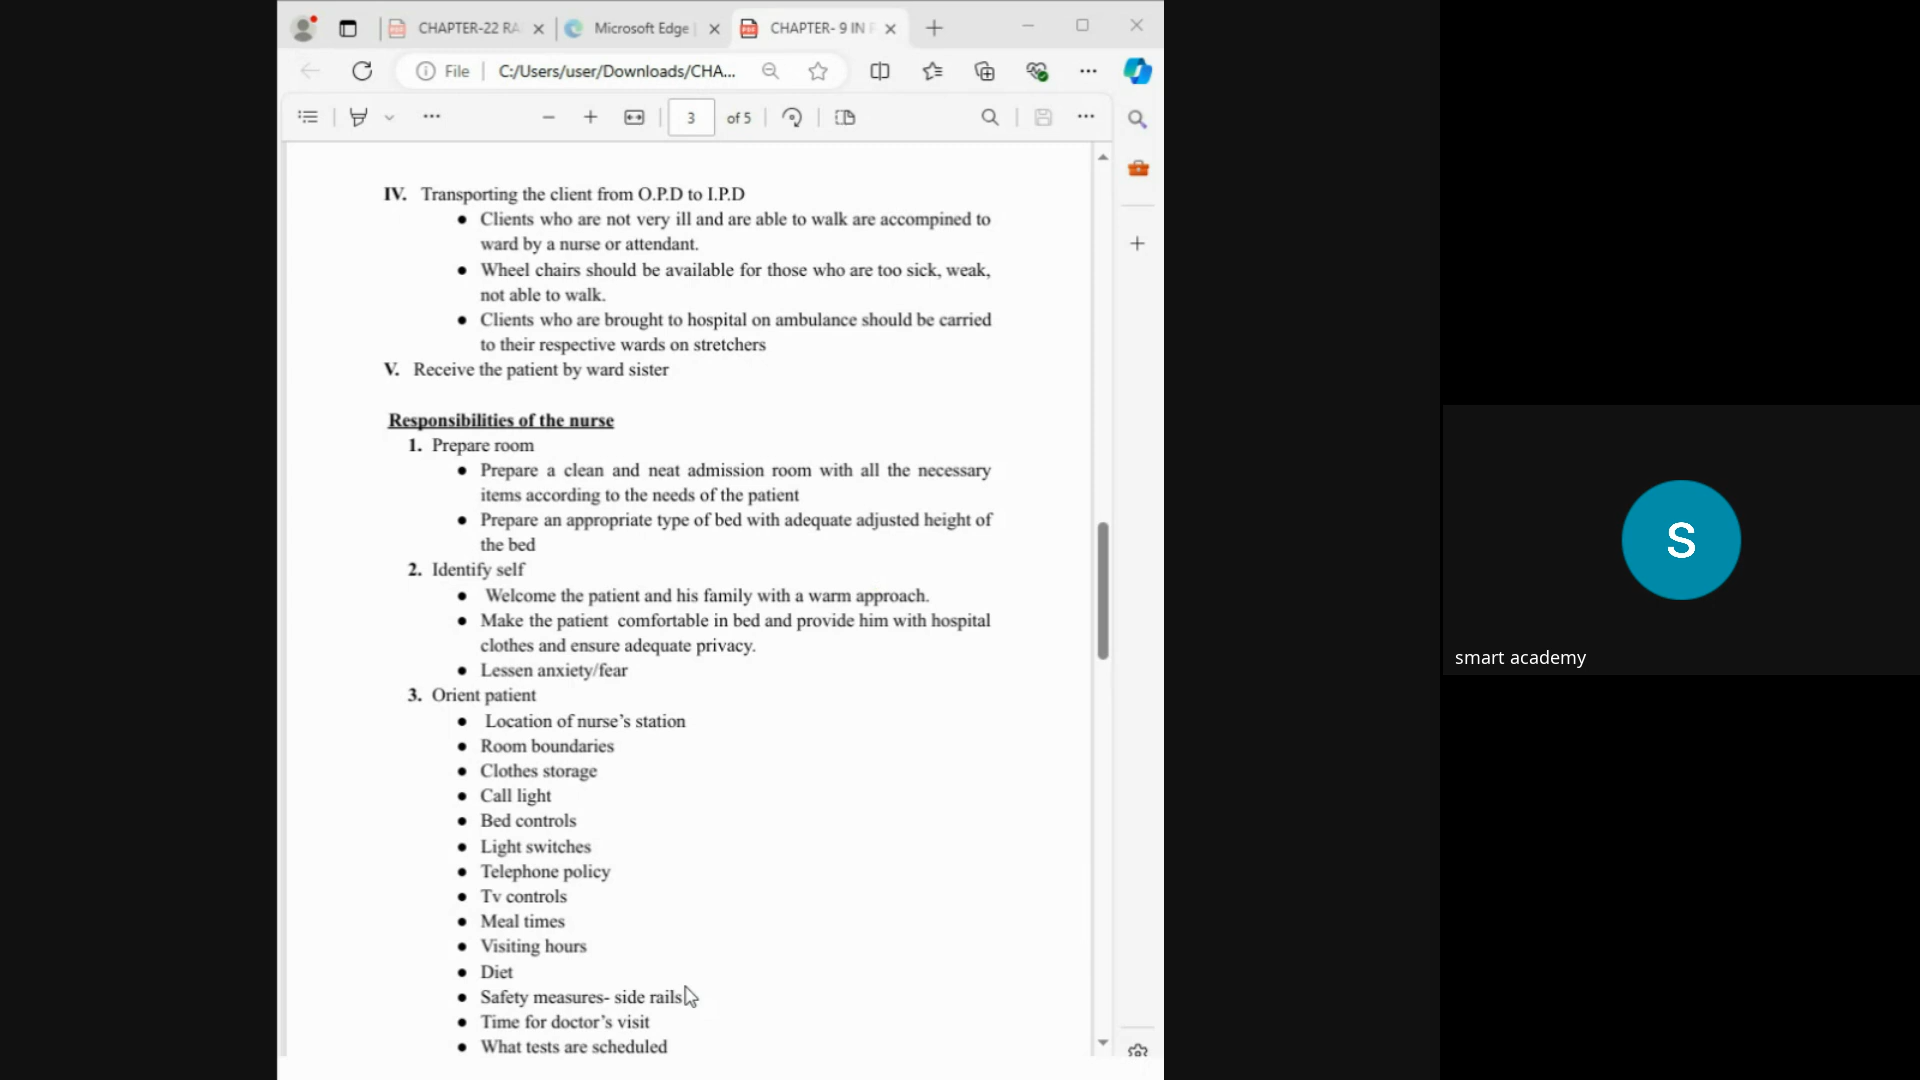 CHAPTER-22 RA
Microsoft Edge
CHAPTER- 9 IN
File
C:/Users/user/Downloads/CHA...
3 of 5
IV. Transporting the client from O.P.D to I.P.D
● Clients who are not very ill and are able to walk are accompined to
ward by a nurse or attendant.
● Wheel chairs should be available for those who are too sick, weak,
not able to walk.
● Clients who are brought to hospital on ambulance should be carried
to their respective wards on stretchers
V. Receive the patient by ward sister
Responsibilities of the nurse
1. Prepare room
● Prepare a clean and neat admission room with all the necessary
items according to the needs of the patient
● Prepare an appropriate type of bed with adequate adjusted height of
the bed
2. Identify self
● Welcome the patient and his family with a warm approach.
● Make the patient comfortable in bed and provide him with hospital
clothes and ensure adequate privacy.
● Lessen anxiety/fear
3. Orient patient
● Location of nurse’s station
● Room boundaries
● Clothes storage
● Call light
● Bed controls
● Light switches
● Telephone policy
● Tv controls
● Meal times
● Visiting hours
● Diet
● Safety measures- side rails
● Time for doctor’s visit
● What tests are scheduled
S
smart academy